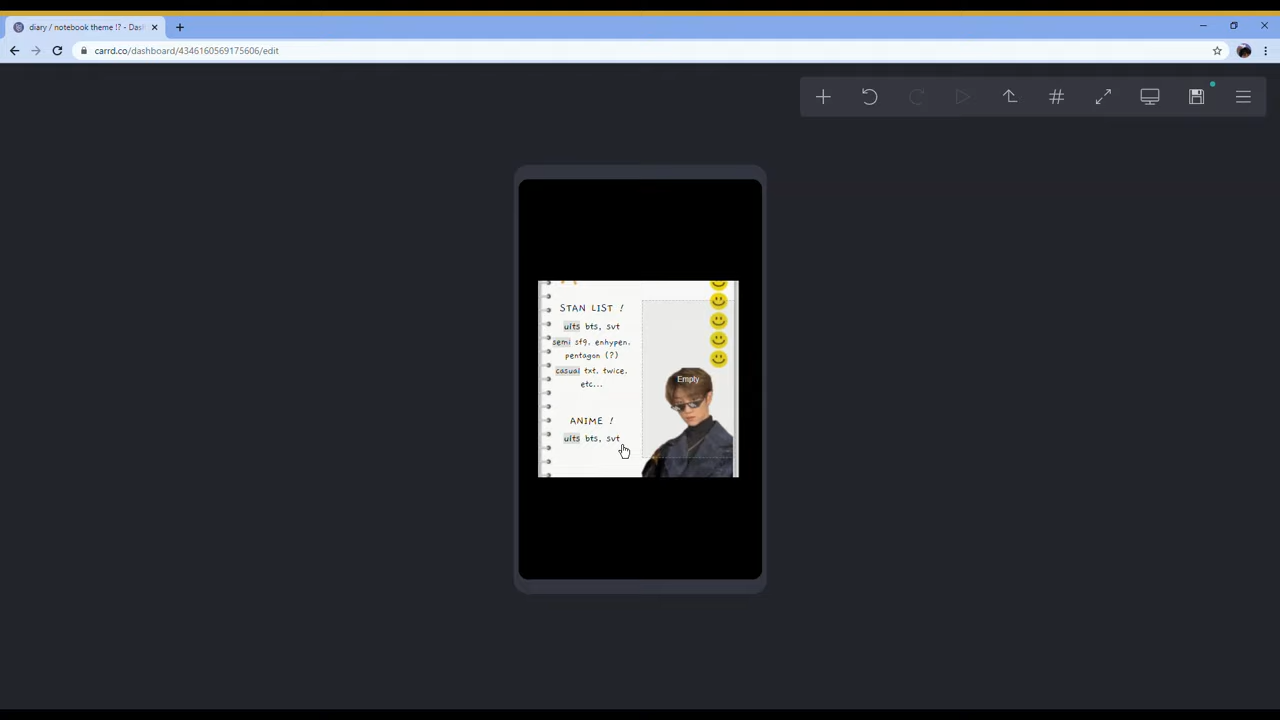 diary / notebook theme !? - Das
carrd.co/dashboard/4346160569175606/edit
STAN LIST !
ults bts, svt
semi sf9, enhypen,
pentagon (?)
casual txt, twice,
etc...
Empty
ANIME !
ults bts, svt